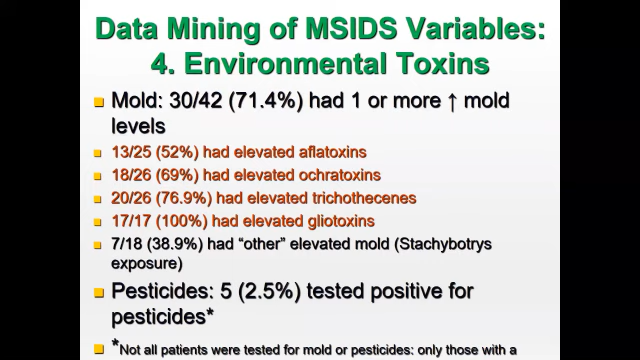 Data Mining of MSIDS Variables:
4. Environmental Toxins
Mold: 30/42 (71.4%) had 1 or more ↑ mold
levels
13/25 (52%) had elevated aflatoxins
18/26 (69%) had elevated ochratoxins
20/26 (76.9%) had elevated trichothecenes
17/17 (100%) had elevated gliotoxins
7/18 (38.9%) had “other” elevated mold (Stachybotrys
exposure)
Pesticides: 5 (2.5%) tested positive for
pesticides*
*Not all patients were tested for mold or pesticides: only those with a